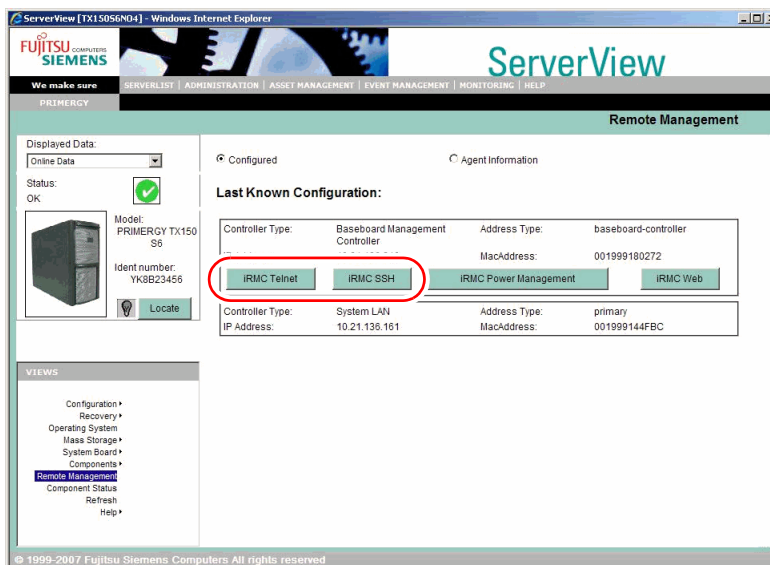 ServerView [TX150S6N04] - Windows Internet Explorer
FUJITSU COMPUTERS
SIEMENS
ServerView
We make sure
SERVERLIST | ADMINISTRATION | ASSET MANAGEMENT | EVENT MANAGEMENT | MONITORING | HELP
PRIMERGY
Remote Management
Displayed Data:
Online Data
Status:
OK
Model:
PRIMERGY TX150
S6
Ident number:
YK8B23456
Locate
Configured
Agent Information
Last Known Configuration:
Controller Type: Baseboard Management Address Type: baseboard-controller
Controller
MacAddress: 001999180272
iRMC Telnet iRMC SSH iRMC Power Management iRMC Web
Controller Type: System LAN Address Type: primary
IP Address: 10.21.136.161 MacAddress: 001999144FBC
VIEWS
Configuration
Recovery
Operating System
Mass Storage
System Board
Components
Remote Management
Component Status
Refresh
Help
© 1999-2007 Fujitsu Siemens Computers All rights reserved